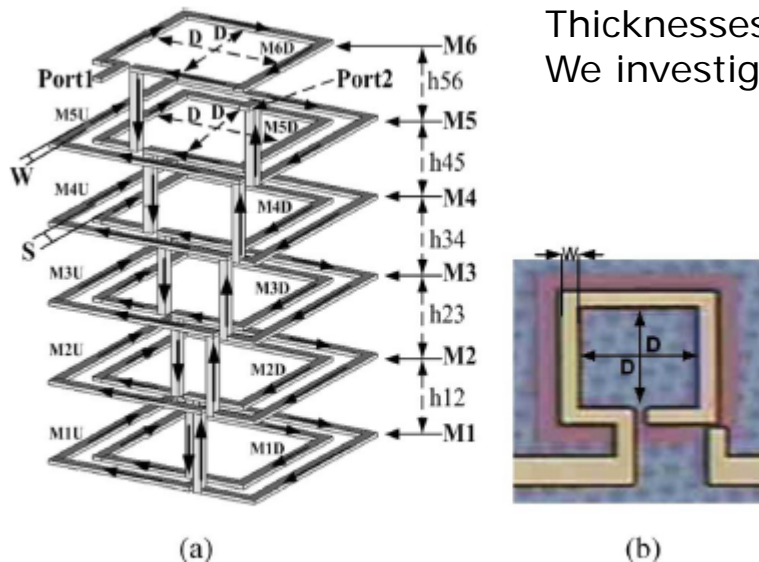 Thicknesses
We investig
D
D
M6D
M6
Port1
Port2
h56
M5U
D
D
M5D
M5
W
h45
M4U
M4D
M4
S
h34
M3U
M3D
M3
h23
M2U
M2D
M2
h12
M1U
M1D
M1
W
D
D
(a)
(b)